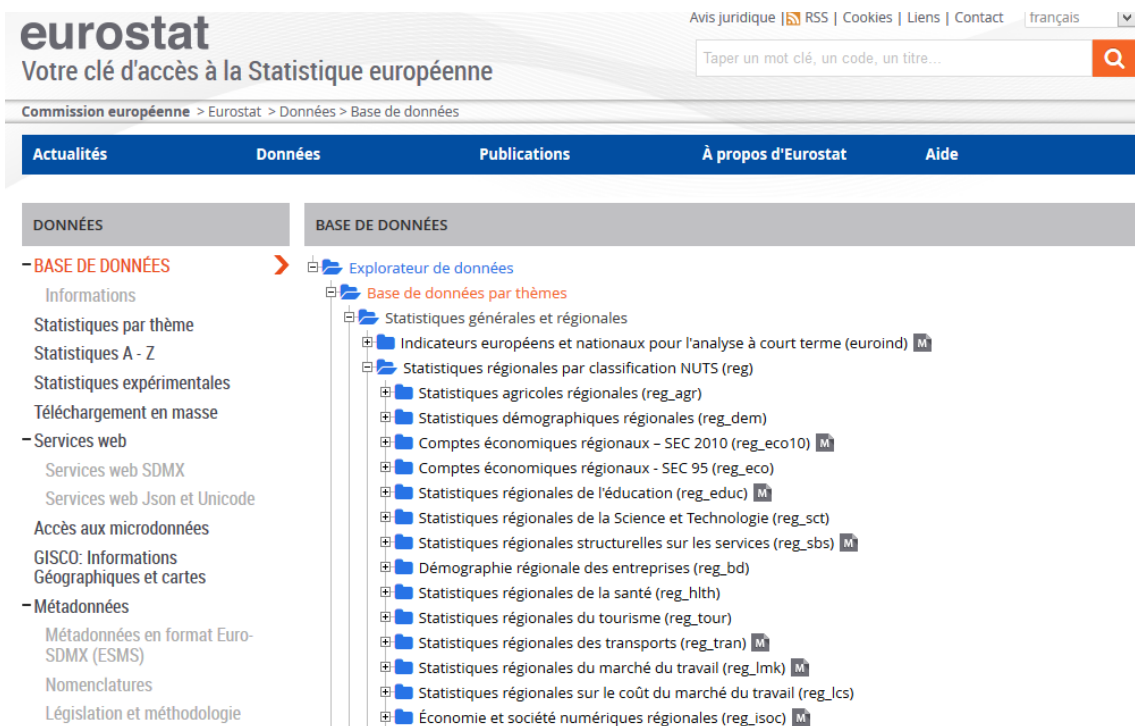 Avis juridique | RSS | Cookies | Liens | Contact français
eurostat
Votre clé d'accès à la Statistique européenne
Taper un mot clé, un code, un titre...
Commission européenne > Eurostat > Données > Base de données
Actualités Données Publications À propos d'Eurostat Aide
DONNÉES
BASE DE DONNÉES
Informations
Statistiques par thème
Statistiques A - Z
Statistiques expérimentales
Téléchargement en masse
Services web
Services web SDMX
Services web Json et Unicode
Accès aux microdonnées
GISCO: Informations
Géographiques et cartes
Métadonnées
Métadonnées en format Euro-
SDMX (ESMS)
Nomenclatures
Législation et méthodologie
BASE DE DONNÉES
Explorateur de données
Base de données par thèmes
Statistiques générales et régionales
Indicateurs européens et nationaux pour l'analyse à court terme (euroind) M
Statistiques régionales par classification NUTS (reg)
Statistiques agricoles régionales (reg_agr)
Statistiques démographiques régionales (reg_dem)
Comptes économiques régionaux – SEC 2010 (reg_eco10) M
Comptes économiques régionaux - SEC 95 (reg_eco)
Statistiques régionales de l'éducation (reg_educ) M
Statistiques régionales de la Science et Technologie (reg_sct)
Statistiques régionales structurelles sur les services (reg_sbs) M
Démographie régionale des entreprises (reg_bd)
Statistiques régionales de la santé (reg_hlth)
Statistiques régionales du tourisme (reg_tour)
Statistiques régionales des transports (reg_tran) M
Statistiques régionales du marché du travail (reg_lmk) M
Statistiques régionales sur le coût du marché du travail (reg_lcs)
Économie et société numériques régionales (reg_isoc) M